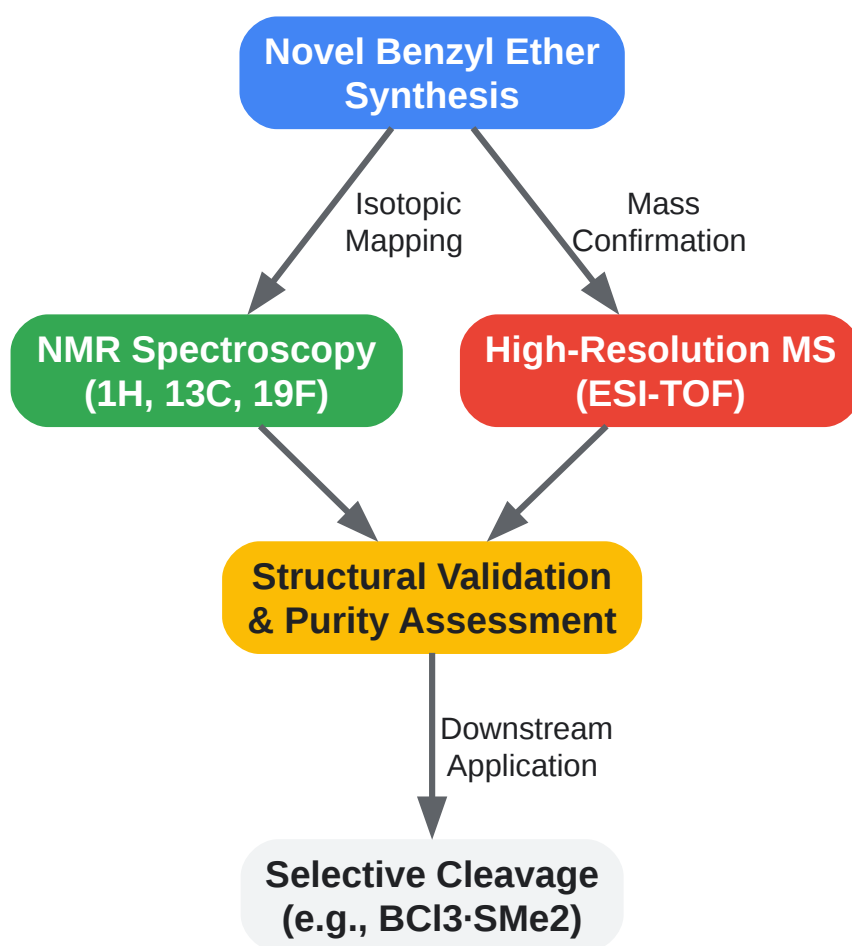 Novel Benzyl Ether
Synthesis
Isotopic
Mapping
Mass
Confirmation
NMR Spectroscopy
(1H, 13C, 19F)
High-Resolution MS
(ESI-TOF)
Structural Validation
& Purity Assessment
Downstream
Application
Selective Cleavage
(e.g., BCl3·SMe2)